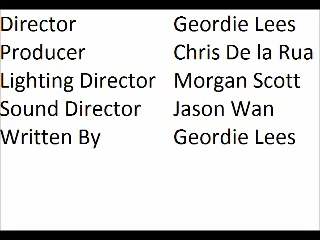 Director Geordie Lees
Producer Chris De la Rua
Lighting Director Morgan Scott
Sound Director Jason Wan
Written By Geordie Lees